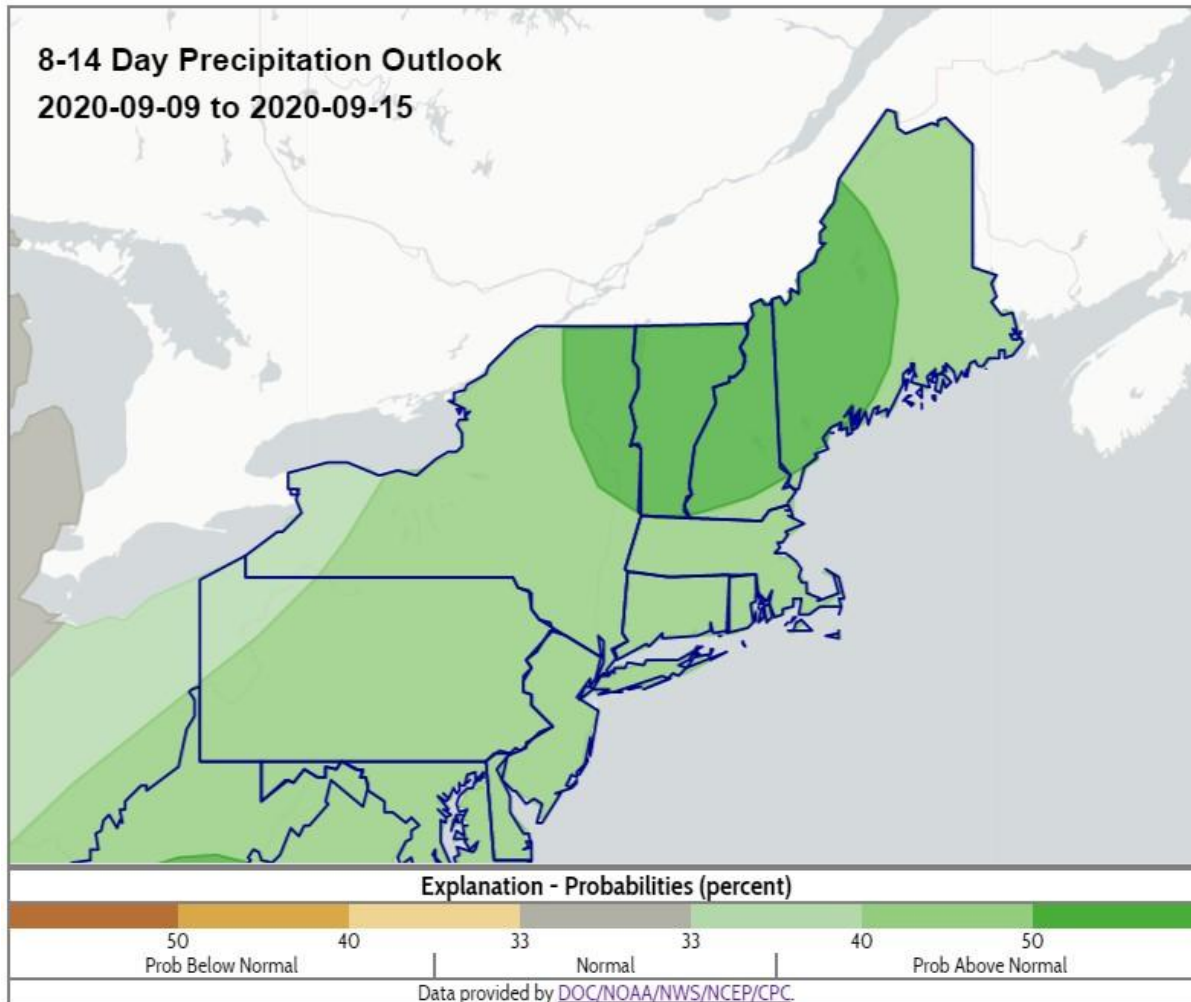 8-14 Day Precipitation Outlook
2020-09-09 to 2020-09-15
Explanation - Probabilities (percent)
50 40 33 33 40 50
Prob Below Normal | Normal | Prob Above Normal
Data provided by DOC/NOAA/NWS/NCEP/CPC.